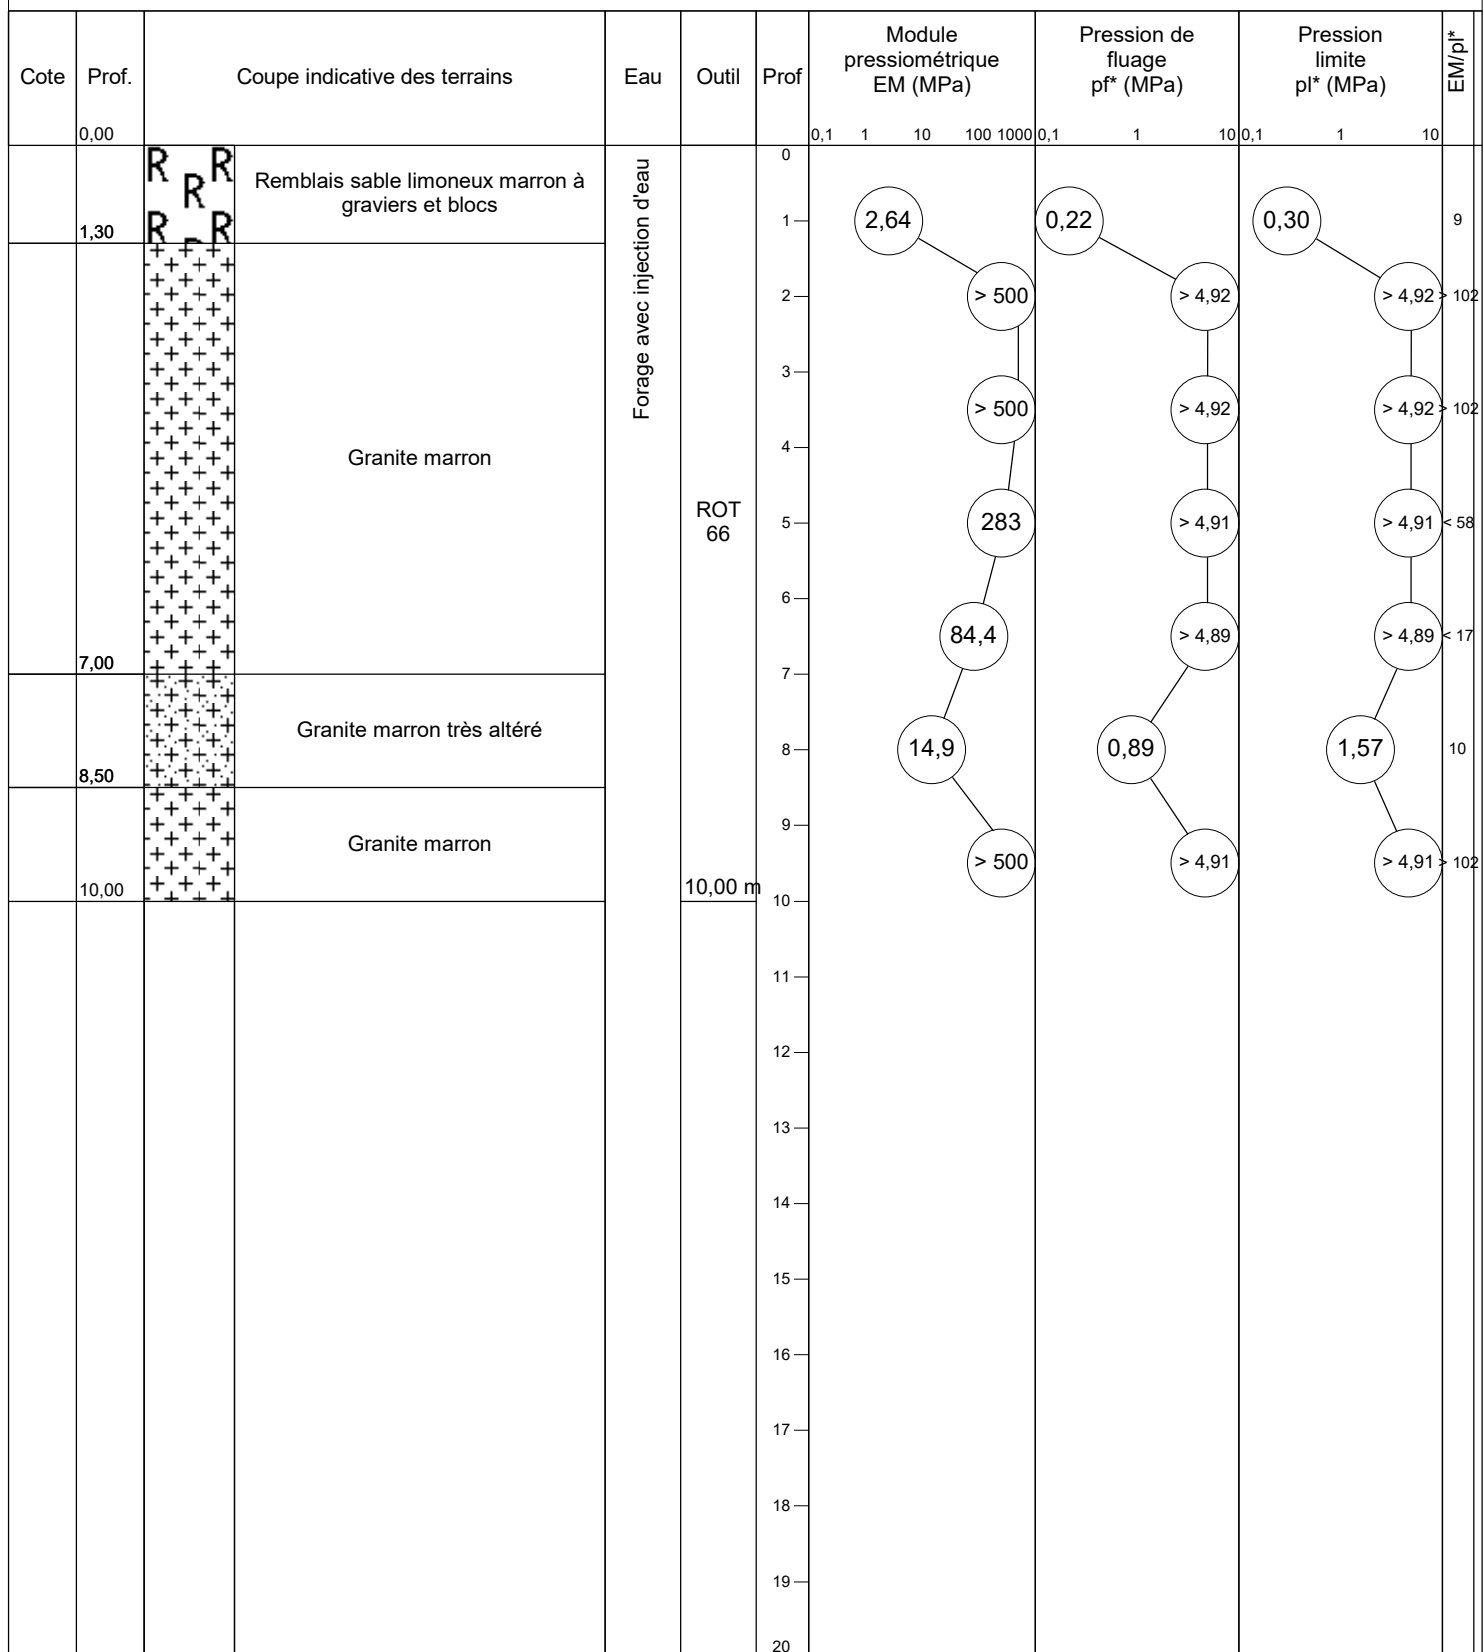 Cote
Prof.
Coupe indicative des terrains
Eau
Outil
Prof
Module
pressiométrique
EM (MPa)
Pression de
fluage
pf* (MPa)
Pression
limite
pl* (MPa)
EM/pl*
0,00
0,1 1 10 100 1000
0,1 1 10
0,1 1 10
R R
R
R R
Remblais sable limoneux marron à
graviers et blocs
1,30
Granite marron
7,00
Granite marron très altéré
8,50
Granite marron
10,00
Forage avec injection d'eau
ROT
66
10,00 m
0
1
2,64 0,22 0,30 9
2
> 500 > 4,92 > 4,92 > 102
3
> 500 > 4,92 > 4,92 > 102
4
5
283 > 4,91 > 4,91 < 58
6
84,4 > 4,89 > 4,89 < 17
7
8
14,9 0,89 1,57 10
9
> 500 > 4,91 > 4,91 > 102
10
11
12
13
14
15
16
17
18
19
20